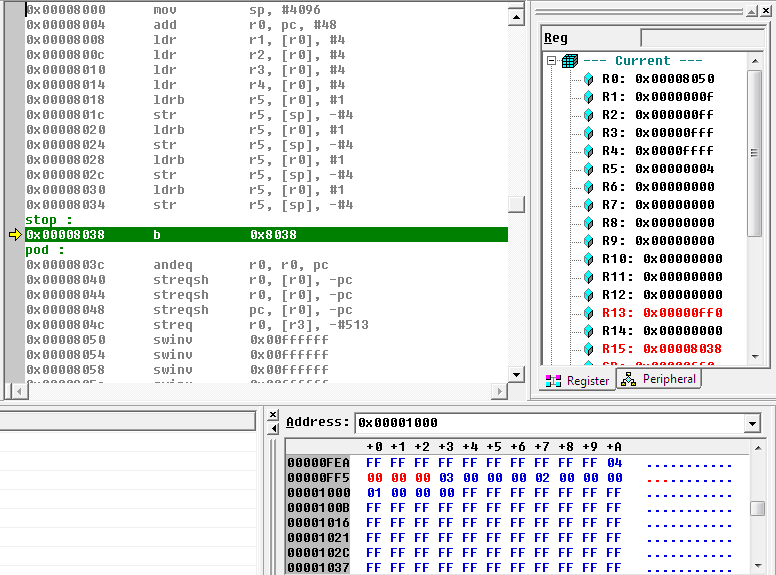 0x00008000 mov sp, #4096
0x00008004 add r0, pc, #48
0x00008008 ldr r1, [r0], #4
0x0000800c ldr r2, [r0], #4
0x00008010 ldr r3, [r0], #4
0x00008014 ldr r4, [r0], #4
0x00008018 ldrb r5, [r0], #1
0x0000801c str r5, [sp], -#4
0x00008020 ldrb r5, [r0], #1
0x00008024 str r5, [sp], -#4
0x00008028 ldrb r5, [r0], #1
0x0000802c str r5, [sp], -#4
0x00008030 ldrb r5, [r0], #1
0x00008034 str r5, [sp], -#4
stop :
0x00008038 b 0x8038
pod :
0x0000803c andeq r0, r0, pc
0x00008040 streqsh r0, [r0], -pc
0x00008044 streqsh r0, [r0], -pc
0x00008048 streqsh pc, [r0], -pc
0x0000804c streq r0, [r3], -#513
0x00008050 swinv 0x00ffffff
0x00008054 swinv 0x00ffffff
0x00008058 swinv 0x00ffffff
Reg
--- Current ---
R0: 0x00008050
R1: 0x0000000f
R2: 0x000000ff
R3: 0x00000fff
R4: 0x0000ffff
R5: 0x00000004
R6: 0x00000000
R7: 0x00000000
R8: 0x00000000
R9: 0x00000000
R10: 0x00000000
R11: 0x00000000
R12: 0x00000000
R13: 0x00000ff0
R14: 0x00000000
R15: 0x00008038
Register Peripheral
Address: 0x00001000
+0 +1 +2 +3 +4 +5 +6 +7 +8 +9 +A
00000FEA FF FF FF FF FF FF FF FF FF FF 04 ...........
00000FF5 00 00 00 03 00 00 00 02 00 00 00 ...........
00001000 01 00 00 00 FF FF FF FF FF FF FF ...........
0000100B FF FF FF FF FF FF FF FF FF FF FF ...........
00001016 FF FF FF FF FF FF FF FF FF FF FF ...........
00001021 FF FF FF FF FF FF FF FF FF FF FF ...........
0000102C FF FF FF FF FF FF FF FF FF FF FF ...........
00001037 FF FF FF FF FF FF FF FF FF FF FF ...........